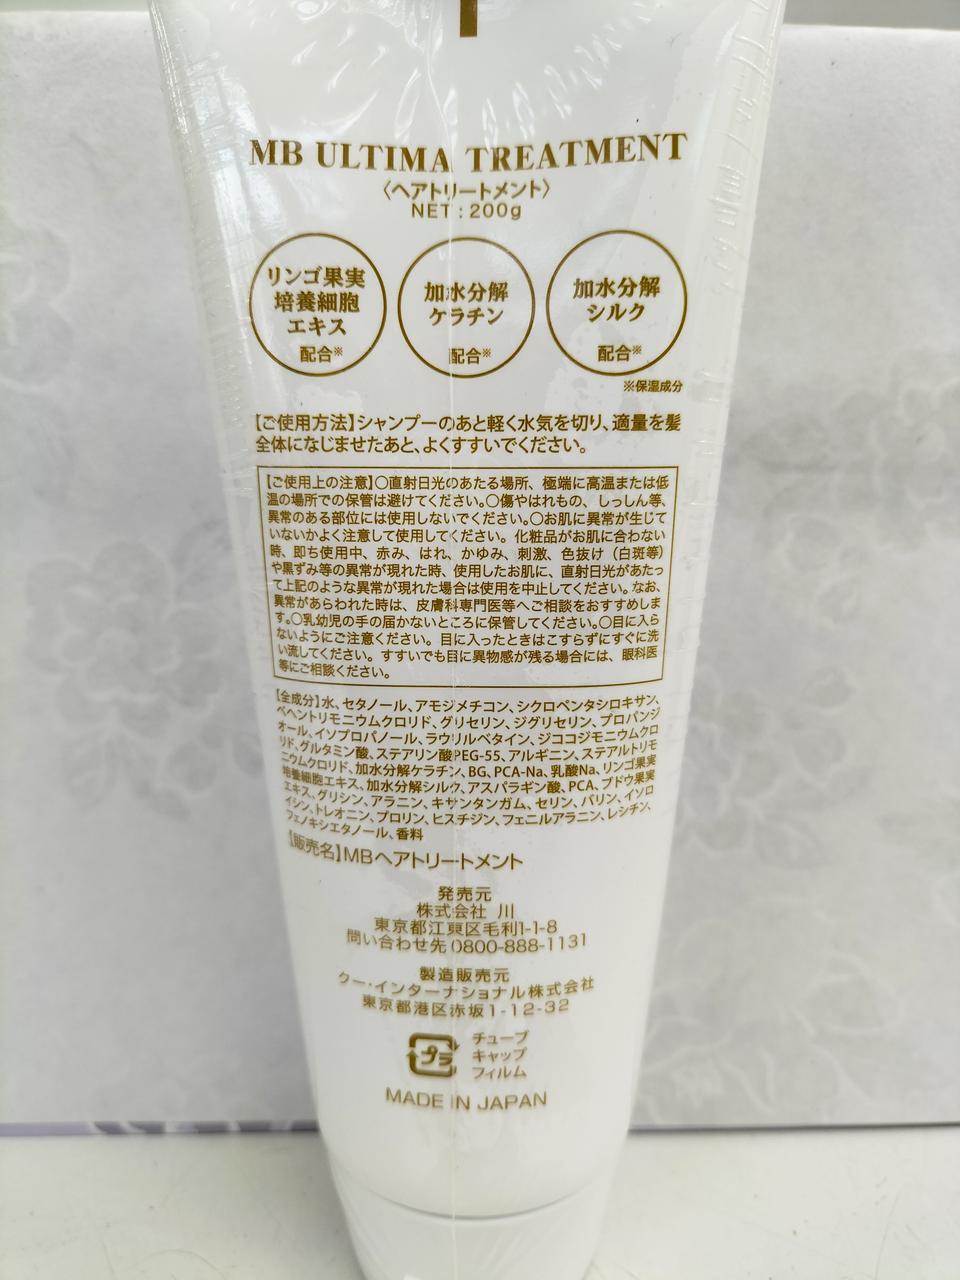 MB ULTIMA TREATMENT
〈ヘアトリートメント〉
NET : 200g
リンゴ果実
培養細胞
エキス
配合※
加水分解
ケラチン
配合※
加水分解
シルク
配合※
※保湿成分
【ご使用方法】シャンプーのあと軽く水気を切り、適量を髪
全体になじませたあと、よくすすいでください。
【ご使用上の注意】○直射日光のあたる場所、極端に高温または低
温の場所での保管は避けてください。○傷やはれもの、しっしん等、
異常のある部位には使用しないでください。○お肌に異常が生じて
いないかよく注意して使用してください。化粧品がお肌に合わない
時、即ち使用中、赤み、はれ、かゆみ、刺激、色抜け（白斑等）
や黒ずみ等の異常が現れた時、使用したお肌に、直射日光があたっ
て上記のような異常が現れた場合は使用を中止してください。なお、
異常があらわれた時は、皮膚科専門医等へご相談をおすすめしま
す。○乳幼児の手の届かないところに保管してください。○目に入ら
ないようにご注意ください。目に入ったときはこすらずにすぐに洗
い流してください。すすいでも目に異物感が残る場合には、眼科医
等にご相談ください。
【全成分】水、セタノール、アモジメチコン、シクロペンタシロキサン、
ベヘントリモニウムクロリド、グリセリン、ジグリセリン、プロパンジ
オール、イソプロパノール、ラウリルベタイン、ジココジモニウムクロ
リド、グルタミン酸、ステアリン酸PEG-55、アルギニン、ステアルトリモ
ニウムクロリド、加水分解ケラチン、BG、PCA-Na、乳酸Na、リンゴ果実
培養細胞エキス、加水分解シルク、アスパラギン酸、PCA、ブドウ果実
エキス、グリシン、アラニン、キサンタンガム、セリン、バリン、イソロ
イシン、トレオニン、プロリン、ヒスチジン、フェニルアラニン、レシチン、
フェノキシエタノール、香料
【販売名】MBヘアトリートメント
発売元
株式会社 川
東京都江東区毛利1-1-8
問い合わせ先 0800-888-1131
製造販売元
クー・インターナショナル株式会社
東京都港区赤坂1-12-32
プラ
チューブ
キャップ
フィルム
MADE IN JAPAN